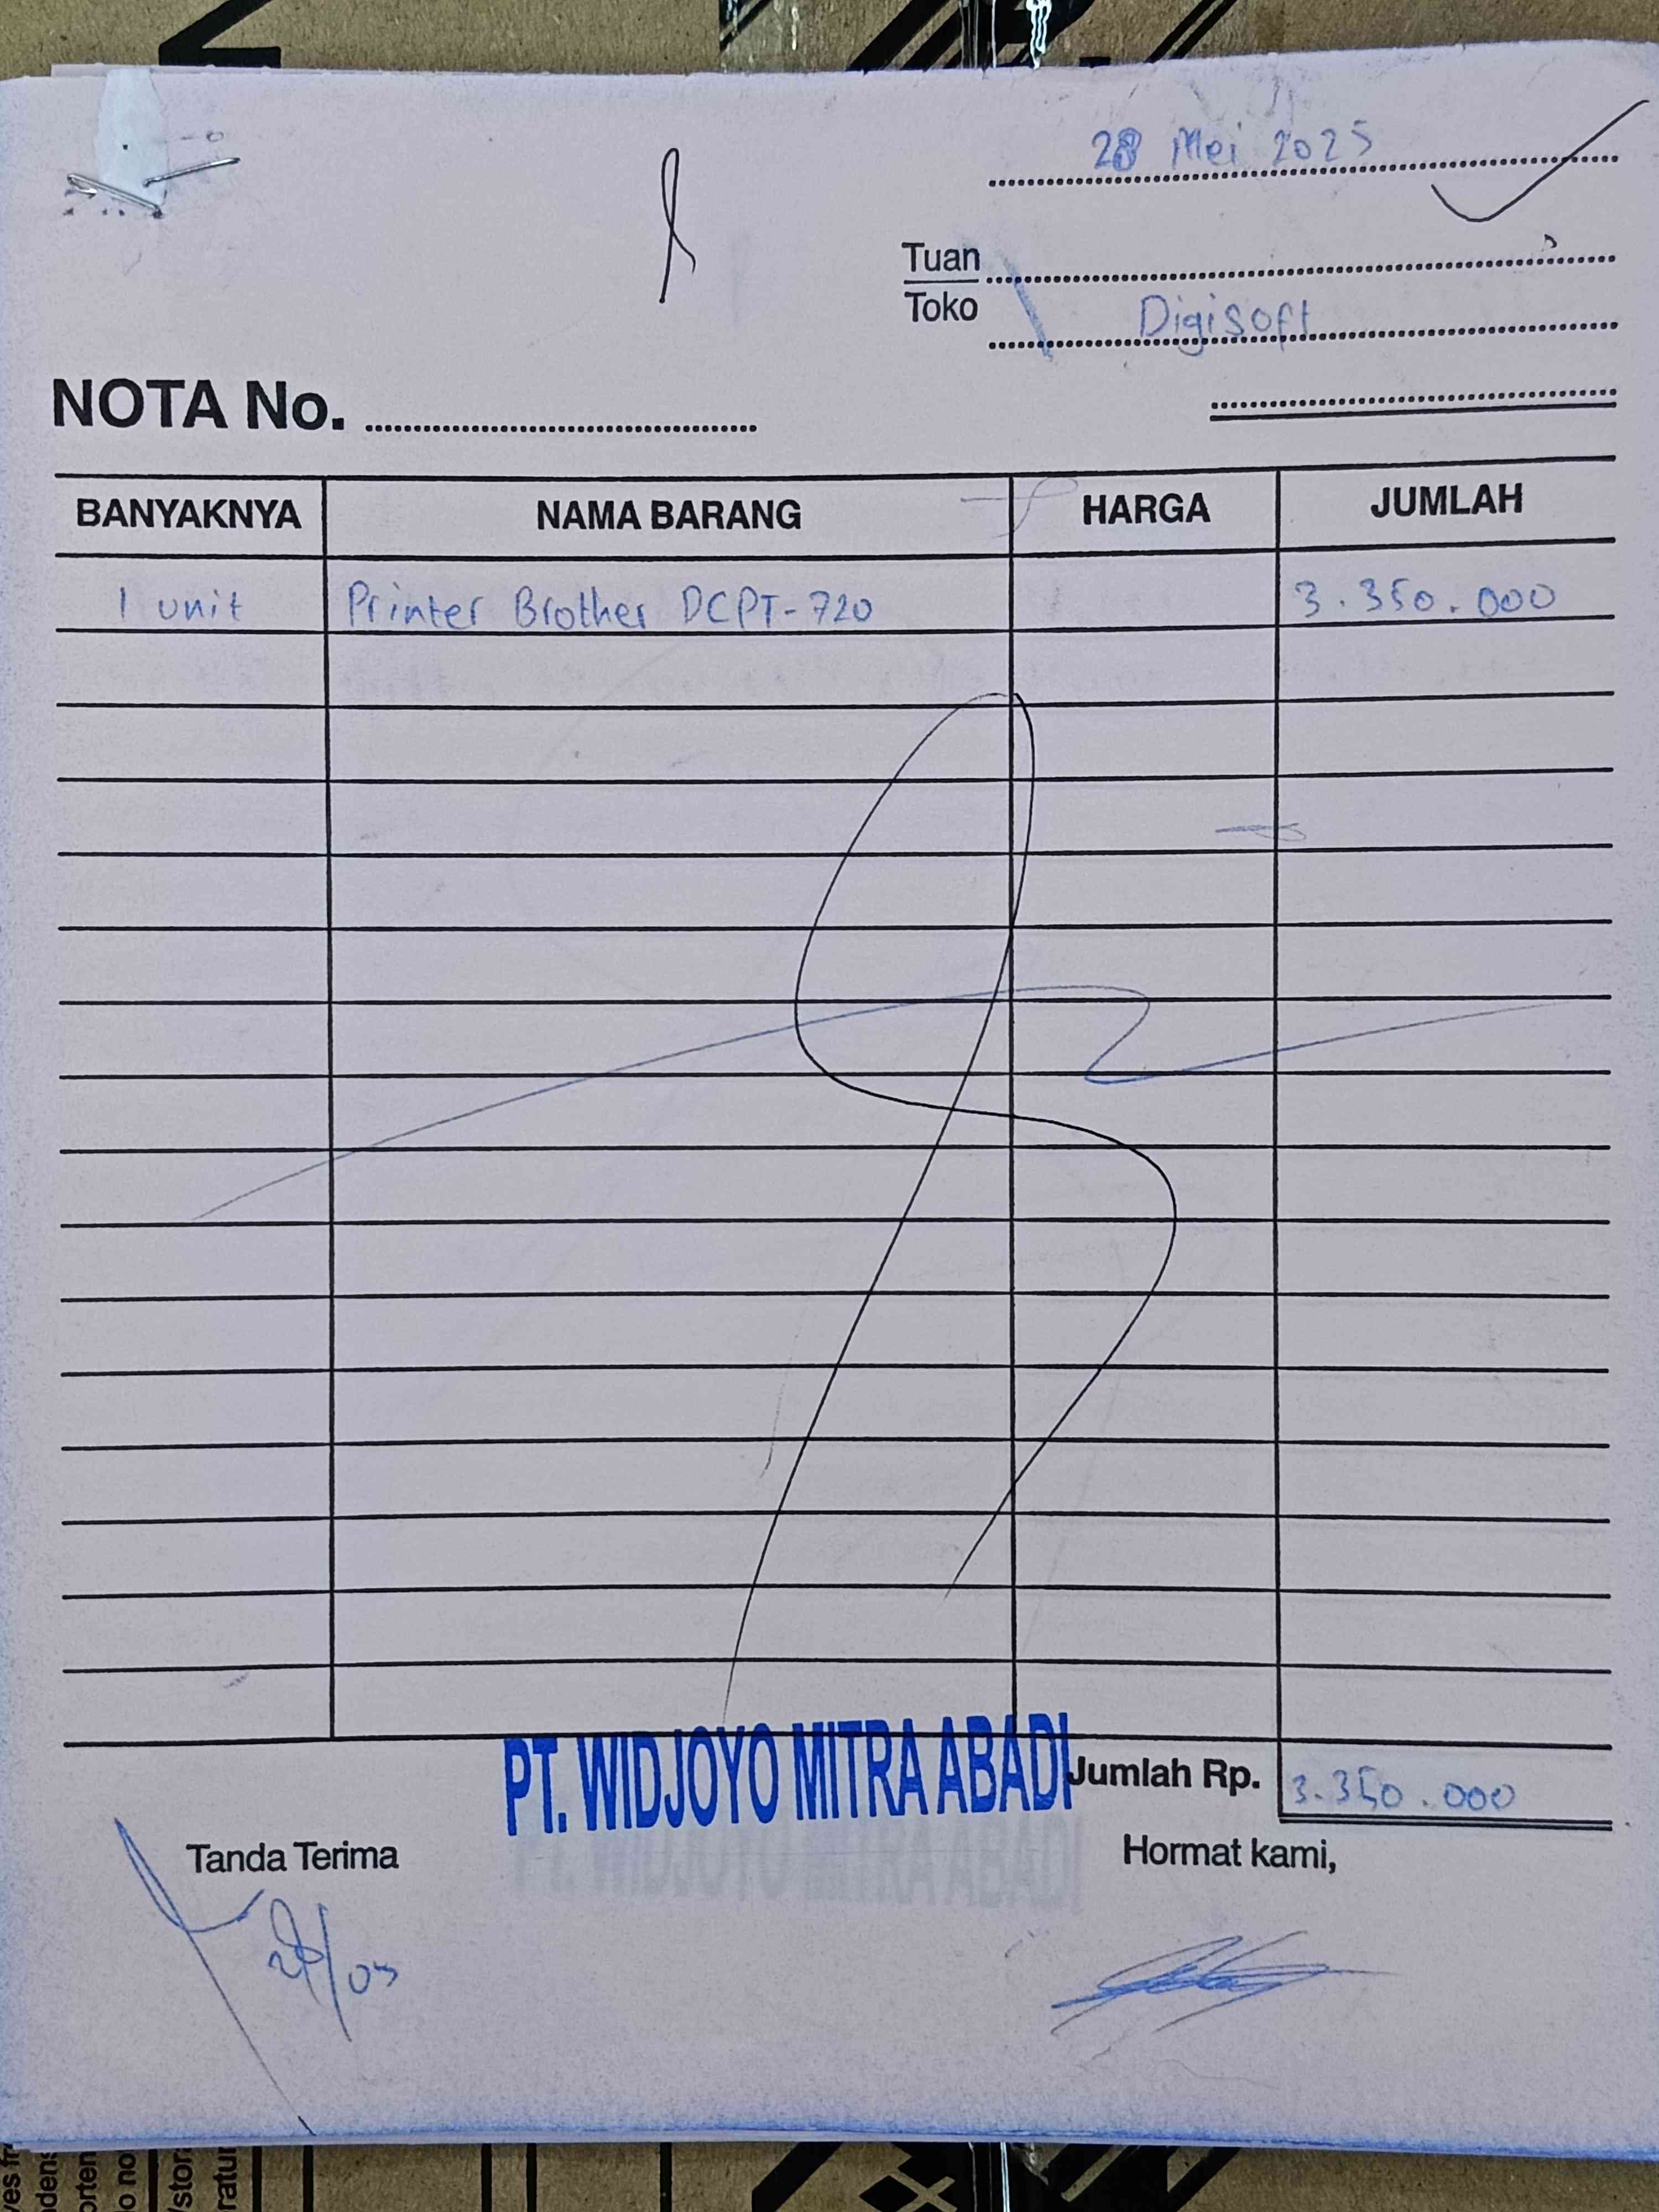 28 Mei 2025
Tuan
Toko
Digisoft
NOTA No.
BANYAKNYA NAMA BARANG HARGA JUMLAH
1 unit Printer Brother DCPT-720 3.350.000
PT. WIDJOYO MITRA ABADI
Jumlah Rp. 3.350.000
Tanda Terima
Hormat kami,